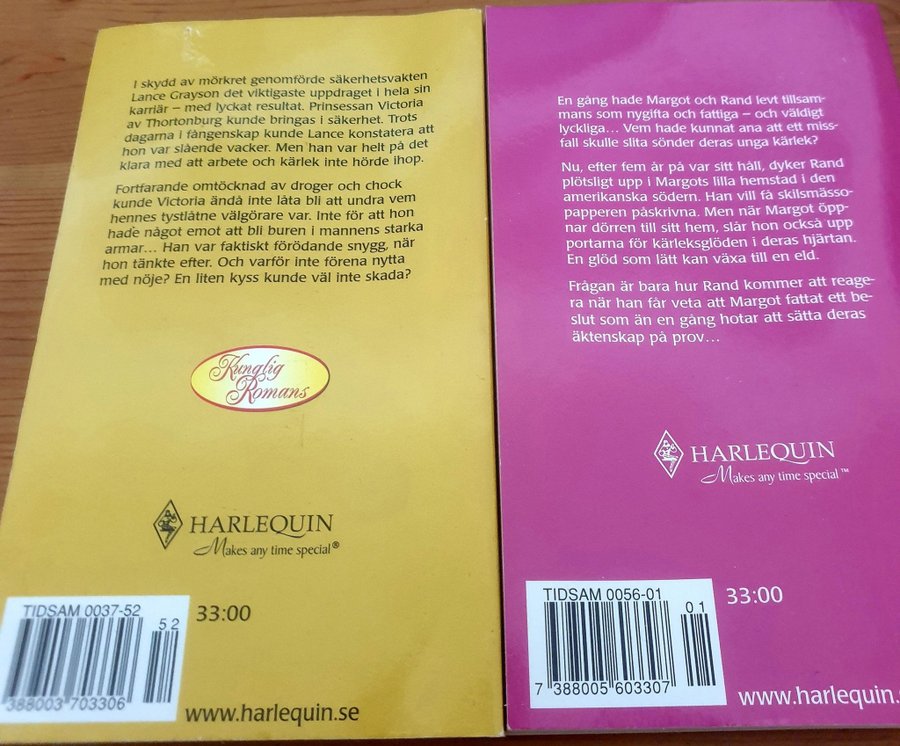 I skydd av mörkret genomförde säkerhetsvakten
Lance Grayson det viktigaste uppdraget i hela sin
karriär – med lyckat resultat. Prinsessan Victoria
av Thortonburg kunde bringas i säkerhet. Trots
dagarna i fångenskap kunde Lance konstatera att
hon var slående vacker. Men han var helt på det
klara med att arbete och kärlek inte hörde ihop.
Fortfarande omtöcknad av droger och chock
kunde Victoria ändå inte låta bli att undra vem
hennes tystlåtne välgörare var. Inte för att hon
hade något emot att bli buren i mannens starka
armar... Han var faktiskt förödande snygg, när
hon tänkte efter. Och varför inte förena nytta
med nöje? En liten kyss kunde väl inte skada?
Kunglig
Romans
HARLEQUIN
Makes any time special®
TIDSAM 0037-52
52
33:00
388003 703306
www.harlequin.se
En gång hade Margot och Rand levt tillsam-
mans som nygifta och fattiga – och väldigt
lyckliga... Vem hade kunnat ana att ett miss-
fall skulle slita sönder deras unga kärlek?
Nu, efter fem år på var sitt håll, dyker Rand
plötsligt upp i Margots lilla hemstad i den
amerikanska södern. Han vill få skilsmässo-
papperen påskrivna. Men när Margot öpp-
nar dörren till sitt hem, slår hon också upp
portarna för kärleksglöden i deras hjärtan.
En glöd som lätt kan växa till en eld.
Frågan är bara hur Rand kommer att reage-
ra när han får veta att Margot fattat ett be-
slut som än en gång hotar att sätta deras
äktenskap på prov...
HARLEQUIN
Makes any time special™
TIDSAM 0056-01
01
33:00
7 388005 603307
www.harlequin.se